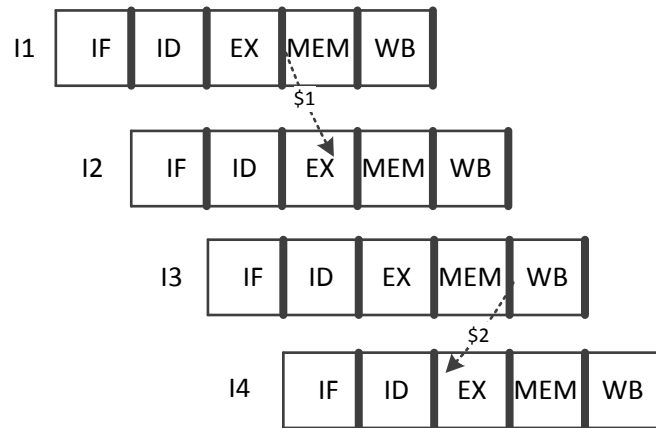 I1 IF ID EX MEM WB
$1
I2 IF ID EX MEM WB
I3 IF ID EX MEM WB
$2
I4 IF ID EX MEM WB